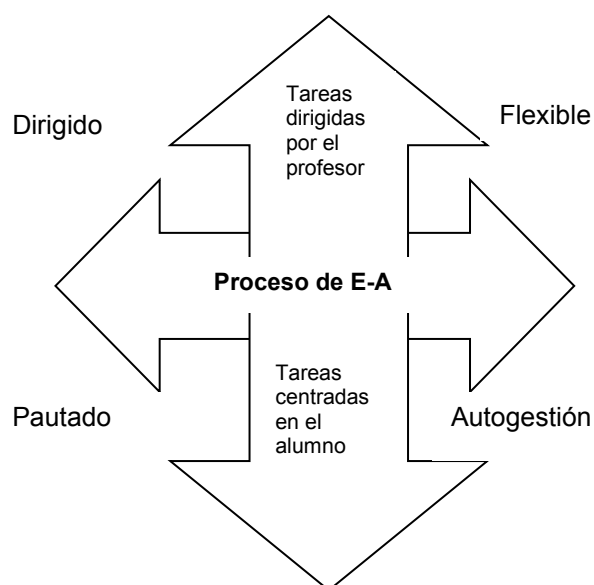 Tareas
dirigidas
por el
profesor
Dirigido
Flexible
Proceso de E-A
Tareas
centradas
en el
alumno
Pautado
Autogestión